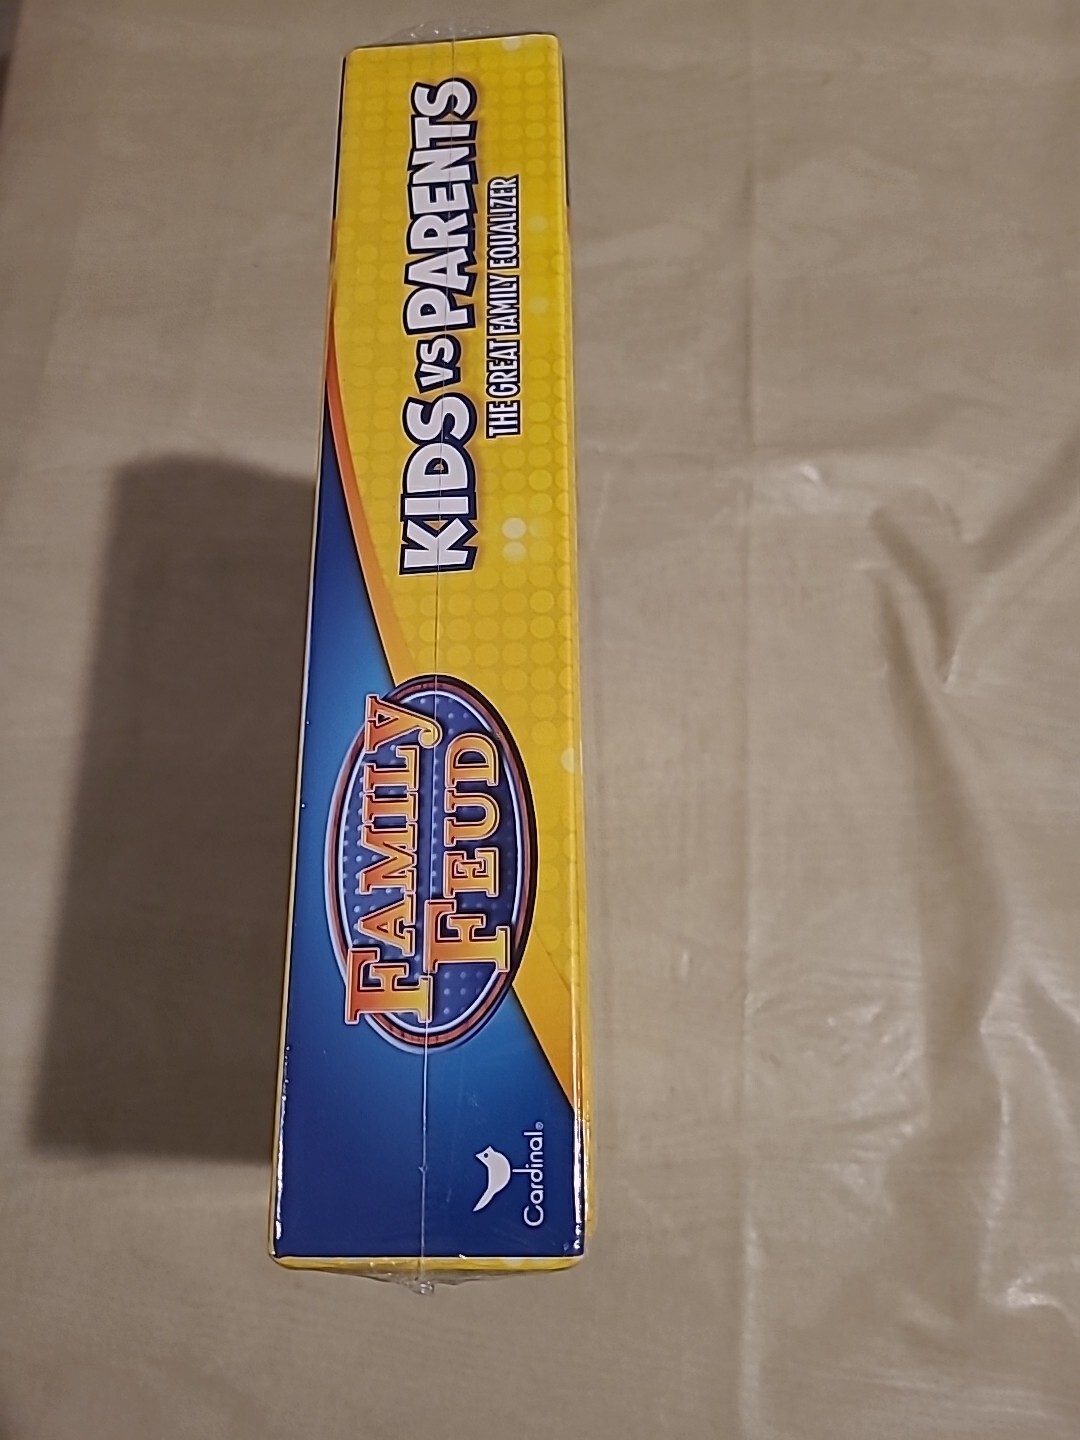 Cardinal®
FAMILY
FEUD
KIDS VS PARENTS
THE GREAT FAMILY EQUALIZER